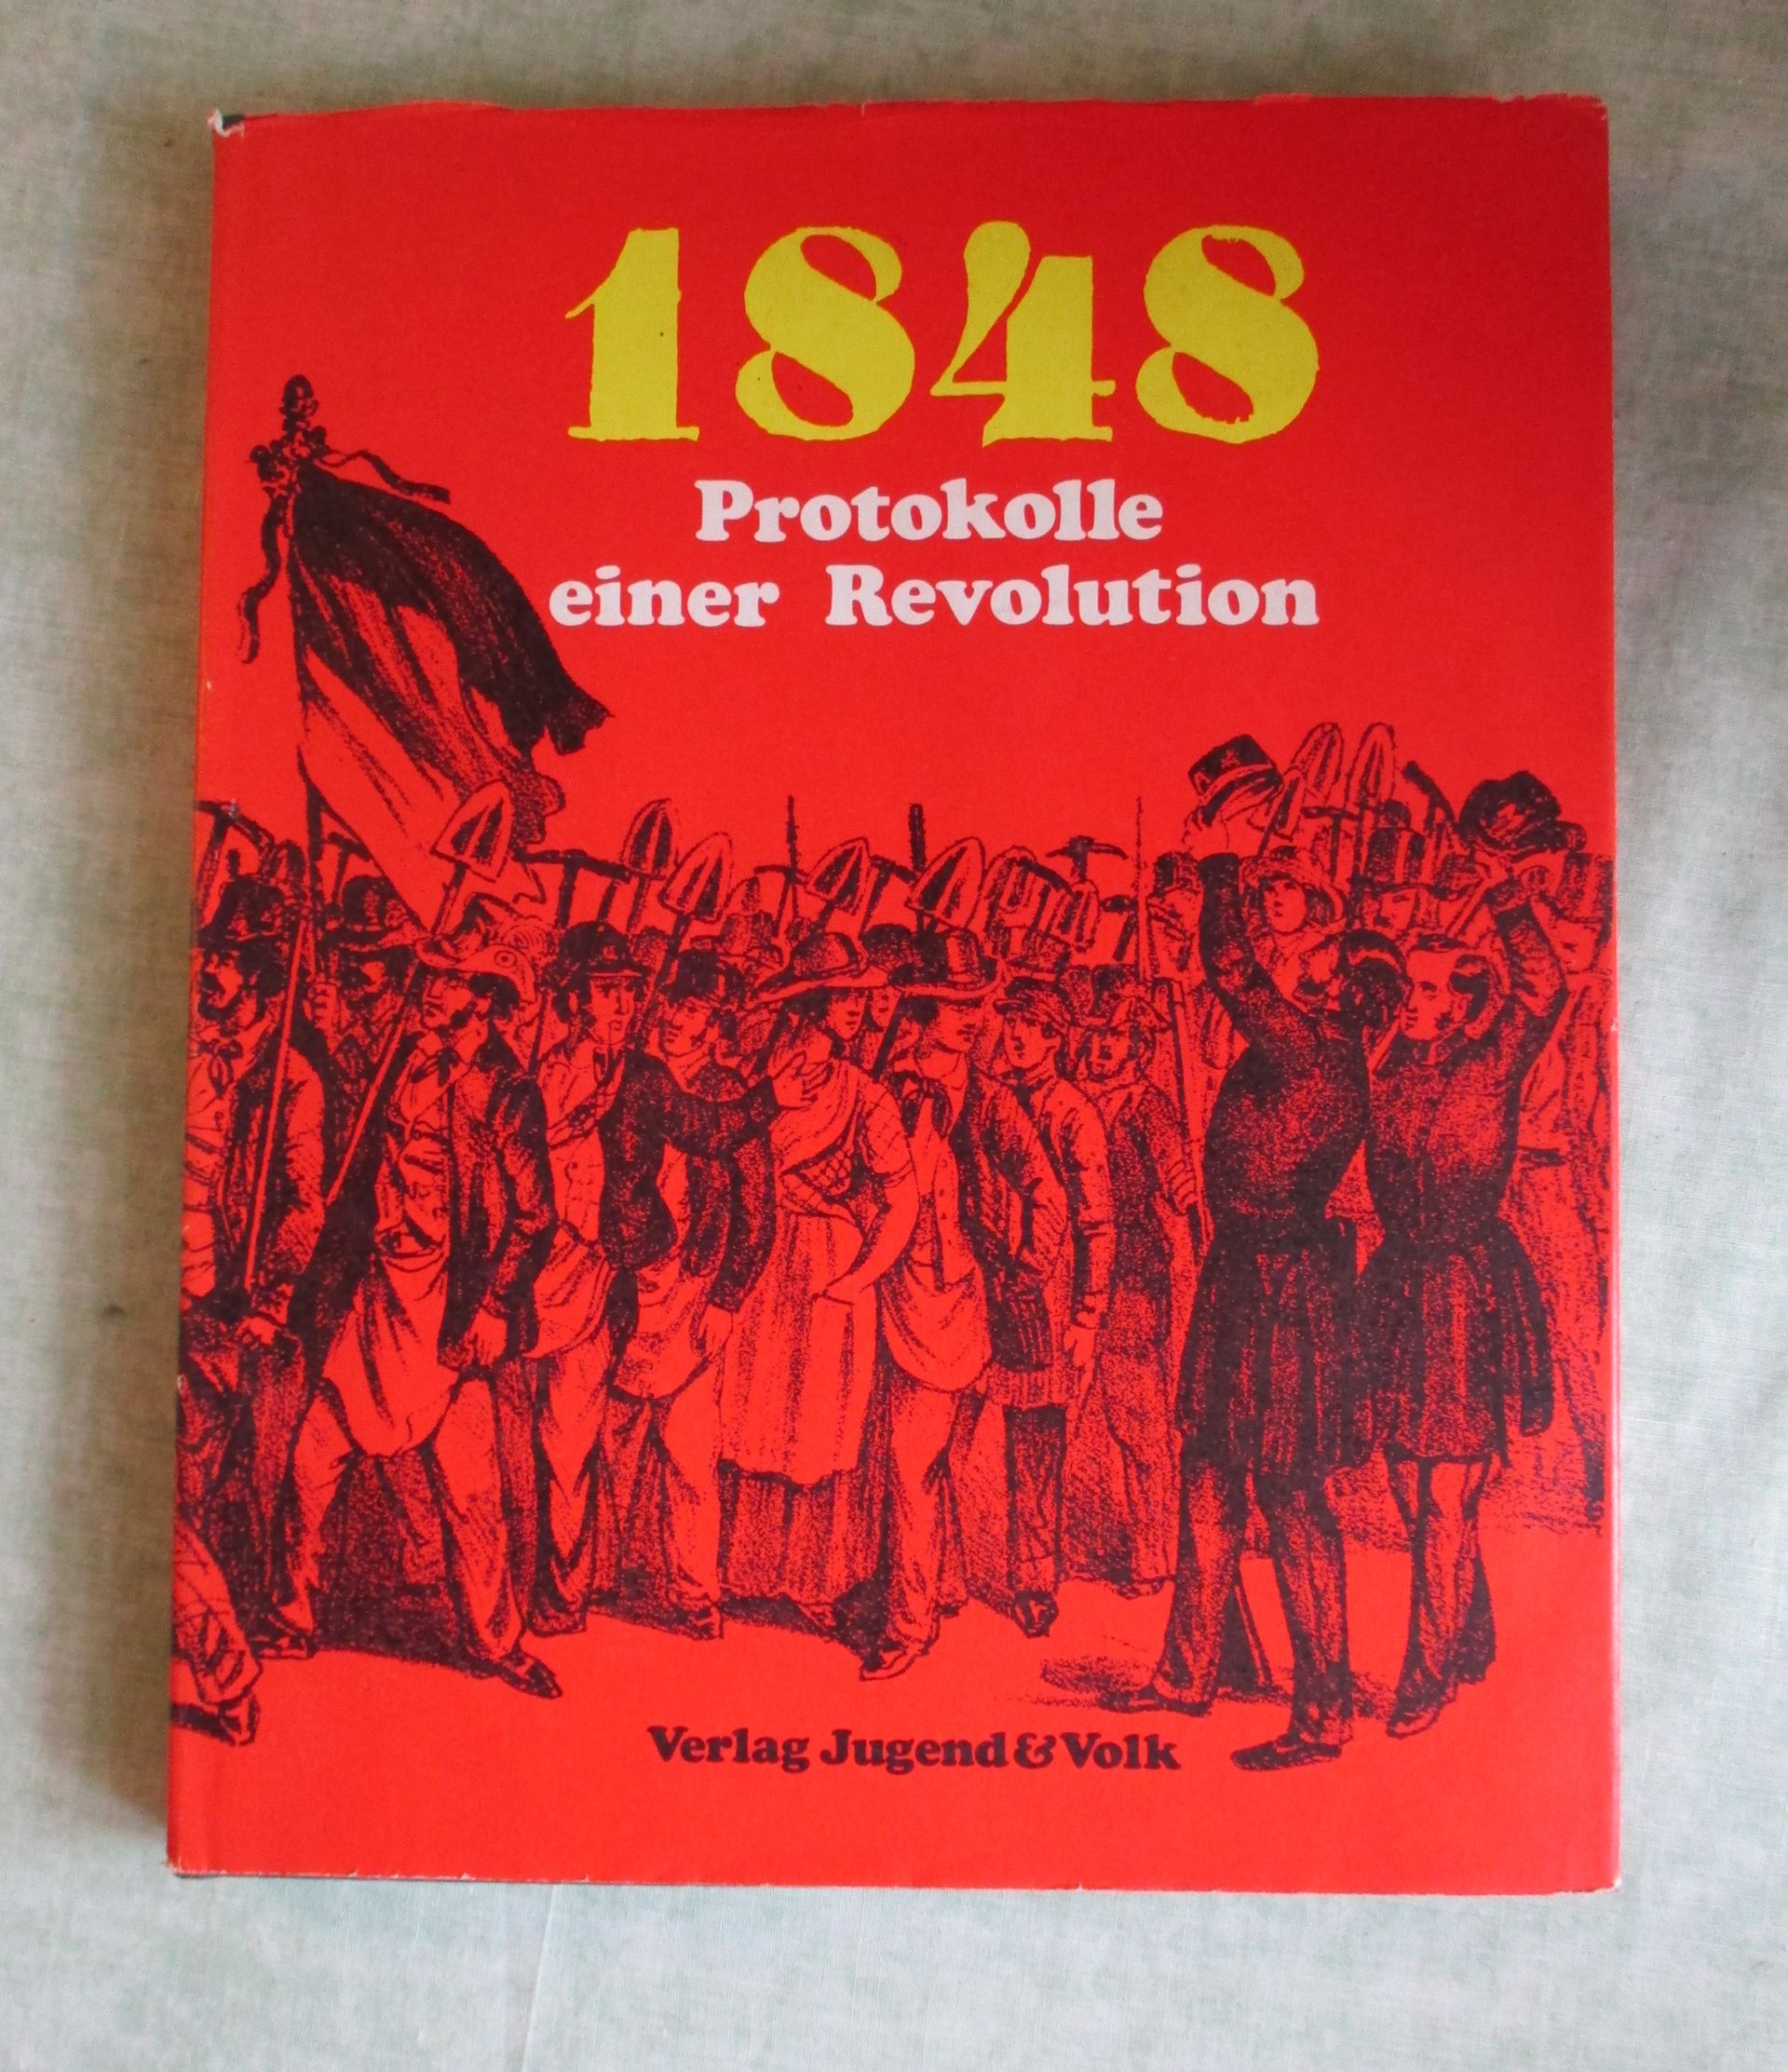 1848
Protokolle
einer Revolution
Verlag Jugend & Volk